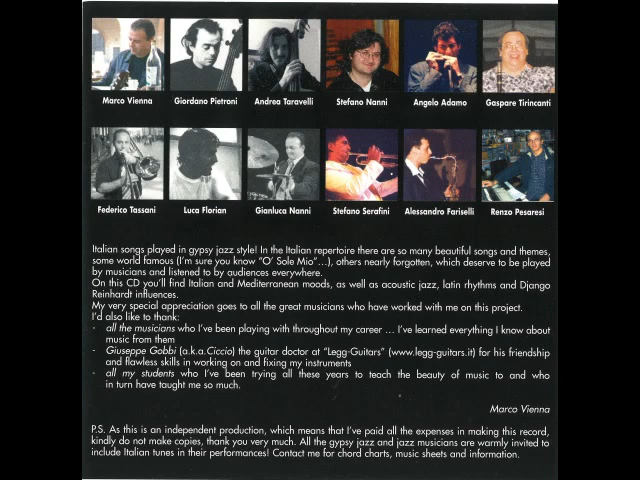 Marco Vienna Giordano Pietroni Andrea Taravelli Stefano Nanni Angelo Adamo Gaspare Tirincanti
Federico Tassani Luca Florian Gianluca Nanni Stefano Serafini Alessandro Fariselli Renzo Pesaresi
Italian songs played in gypsy jazz style! In the Italian repertoire there are so many beautiful songs and themes,
some world famous (I'm sure you know "O' Sole Mio"...), others nearly forgotten, which deserve to be played
by musicians and listened to by audiences everywhere.
On this CD you'll find Italian and Mediterranean moods, as well as acoustic jazz, latin rhythms and Django
Reinhardt influences.
My very special appreciation goes to all the great musicians who have worked with me on this project.
I'd also like to thank:
- all the musicians who I've been playing with throughout my career ... I've learned everything I know about
music from them
- Giuseppe Gobbi (a.k.a.Ciccio) the guitar doctor at "Legg-Guitars" (www.legg-guitars.it) for his friendship
and flawless skills in working on and fixing my instruments
- all my students who I've been trying all these years to teach the beauty of music to and who
in turn have taught me so much.
Marco Vienna
P.S. As this is an independent production, which means that I've paid all the expenses in making this record,
kindly do not make copies, thank you very much. All the gypsy jazz and jazz musicians are warmly invited to
include Italian tunes in their performances! Contact me for chord charts, music sheets and information.